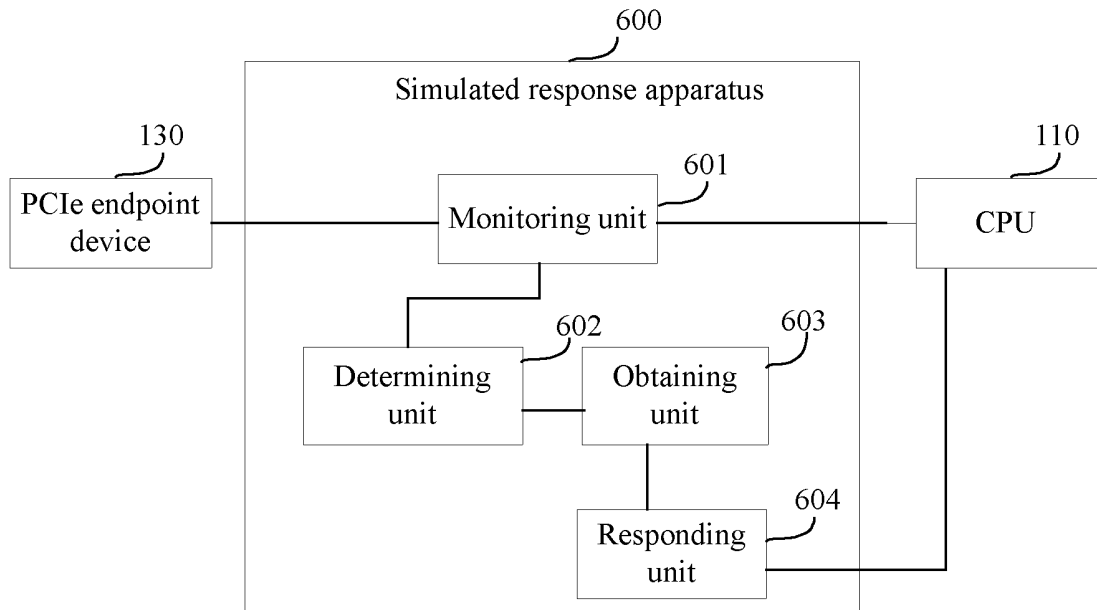 600
Simulated response apparatus
130
PCIe endpoint
device
601
Monitoring unit
110
CPU
602
Determining
unit
603
Obtaining
unit
604
Responding
unit